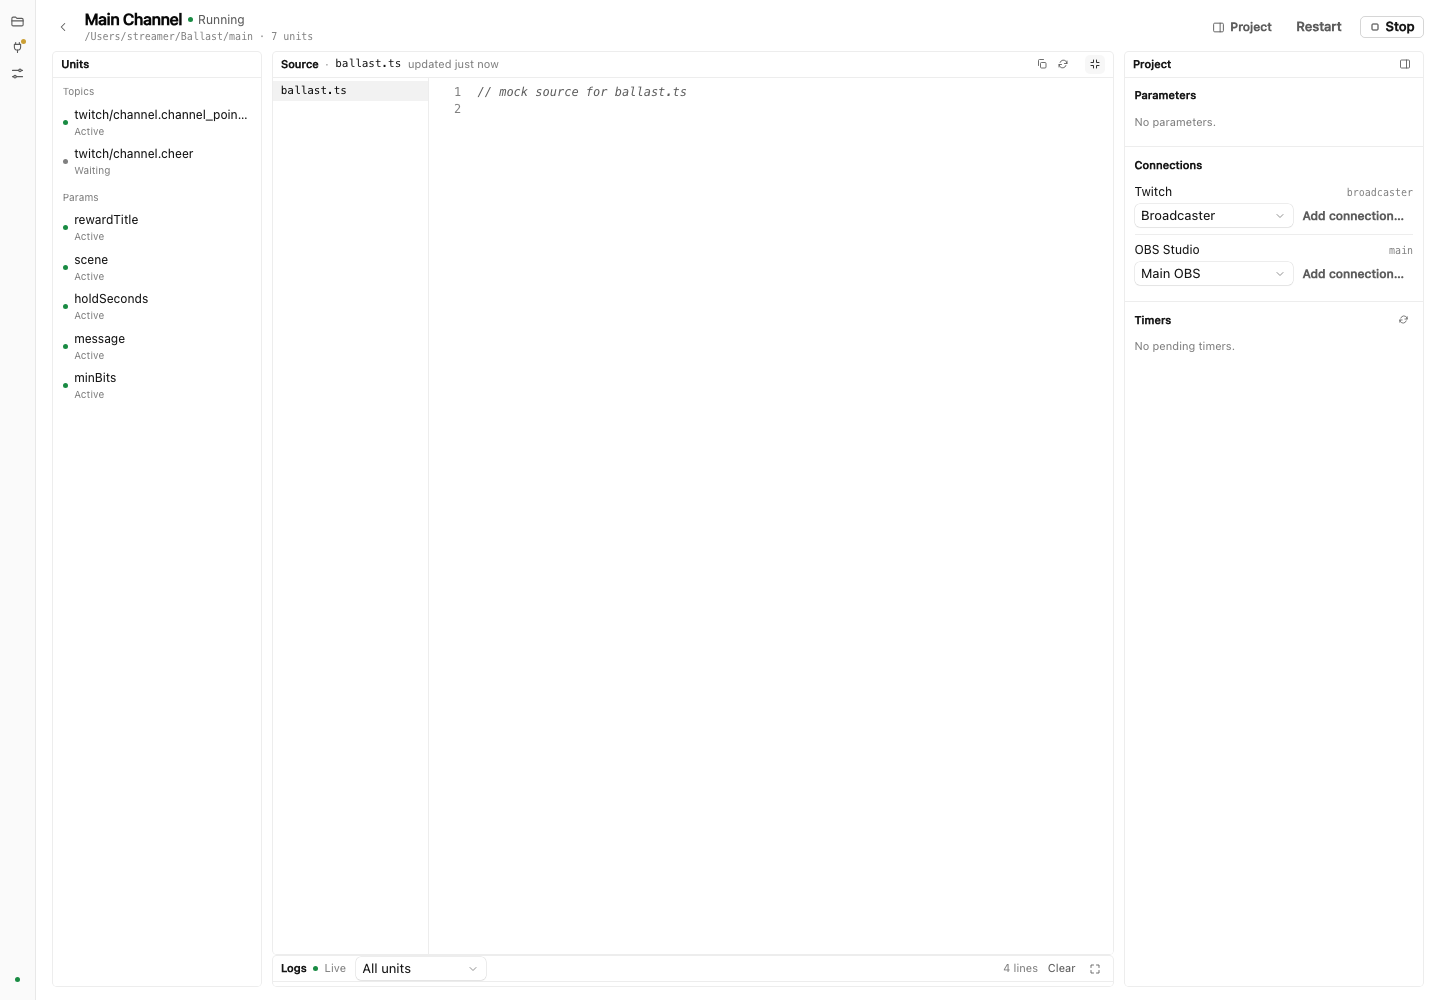 Main Channel Running
/Users/streamer/Ballast/main · 7 units
Project
Restart
Stop
Units
Topics
twitch/channel.channel_poin...
Active
twitch/channel.cheer
Waiting
Params
rewardTitle
Active
scene
Active
holdSeconds
Active
message
Active
minBits
Active
Source · ballast.ts updated just now
ballast.ts
1 // mock source for ballast.ts
2
Logs Live All units 4 lines Clear
Project
Parameters
No parameters.
Connections
Twitch broadcaster
Broadcaster Add connection...
OBS Studio main
Main OBS Add connection...
Timers
No pending timers.